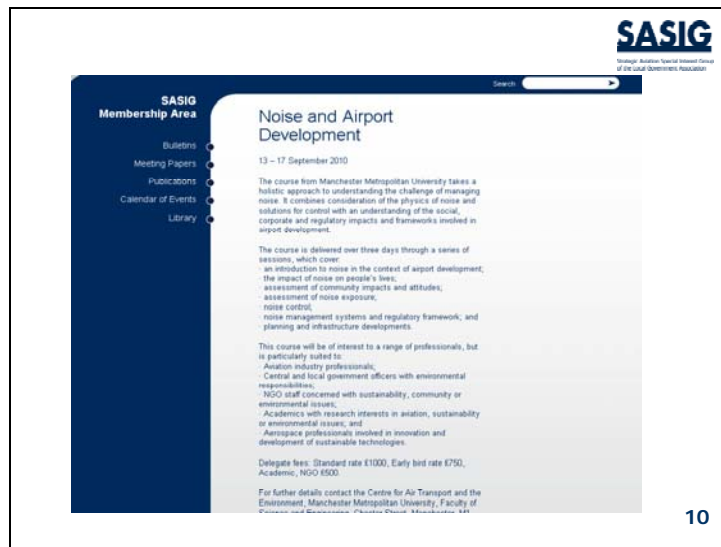 SASIG
Strategic Aviation Special Interest Group
of the Local Government Association
Search
SASIG
Membership Area
Bulletins
Meeting Papers
Publications
Calendar of Events
Library
Noise and Airport
Development
13 – 17 September 2010
The course from Manchester Metropolitan University takes a
holistic approach to understanding the challenge of managing
noise. It combines consideration of the physics of noise and
solutions for control with an understanding of the social,
corporate and regulatory impacts and frameworks involved in
airport development.
The course is delivered over three days through a series of
sessions, which cover:
· an introduction to noise in the context of airport development;
· the impact of noise on people's lives;
· assessment of community impacts and attitudes;
· assessment of noise exposure;
· noise control;
· noise management systems and regulatory framework; and
· planning and infrastructure developments.
This course will be of interest to a range of professionals, but
is particularly suited to:
· Aviation industry professionals;
· Central and local government officers with environmental
responsibilities;
· NGO staff concerned with sustainability, community or
environmental issues;
· Academics with research interests in aviation, sustainability
or environmental issues; and
· Aerospace professionals involved in innovation and
development of sustainable technologies.
Delegate fees: Standard rate £1000, Early bird rate £750,
Academic, NGO £500.
For further details contact the Centre for Air Transport and the
Environment, Manchester Metropolitan University, Faculty of
Science and Engineering, Chester Street, Manchester, M1
10